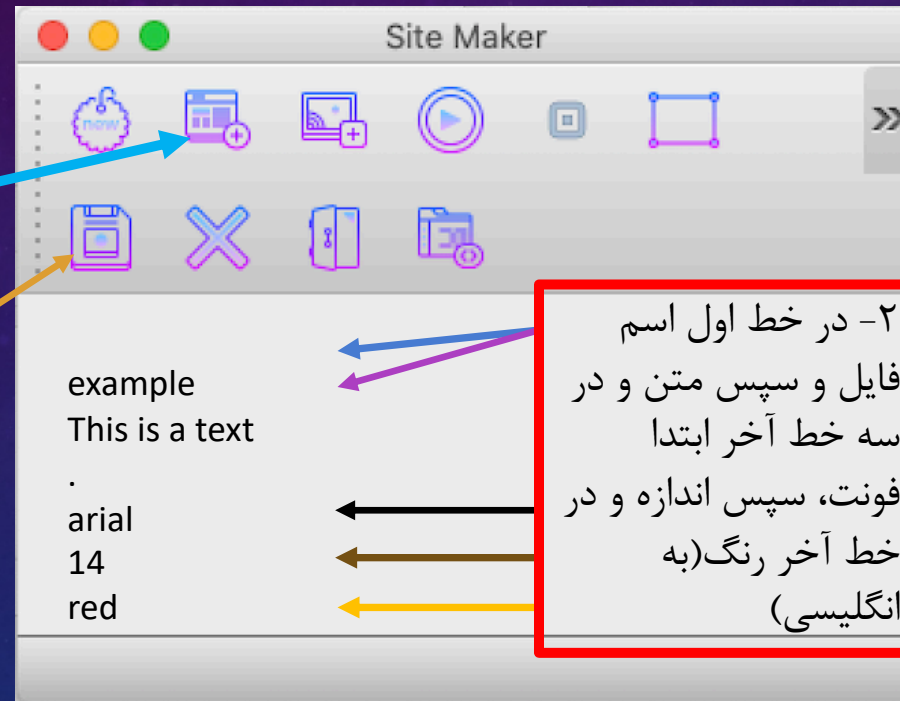 Site Maker
now
»
example
This is a text
.
arial
14
red
۲- در خط اول اسم
فایل و سپس متن و در
سه خط آخر ابتدا
فونت، سپس اندازه و در
خط آخر رنگ(به
انگلیسی)